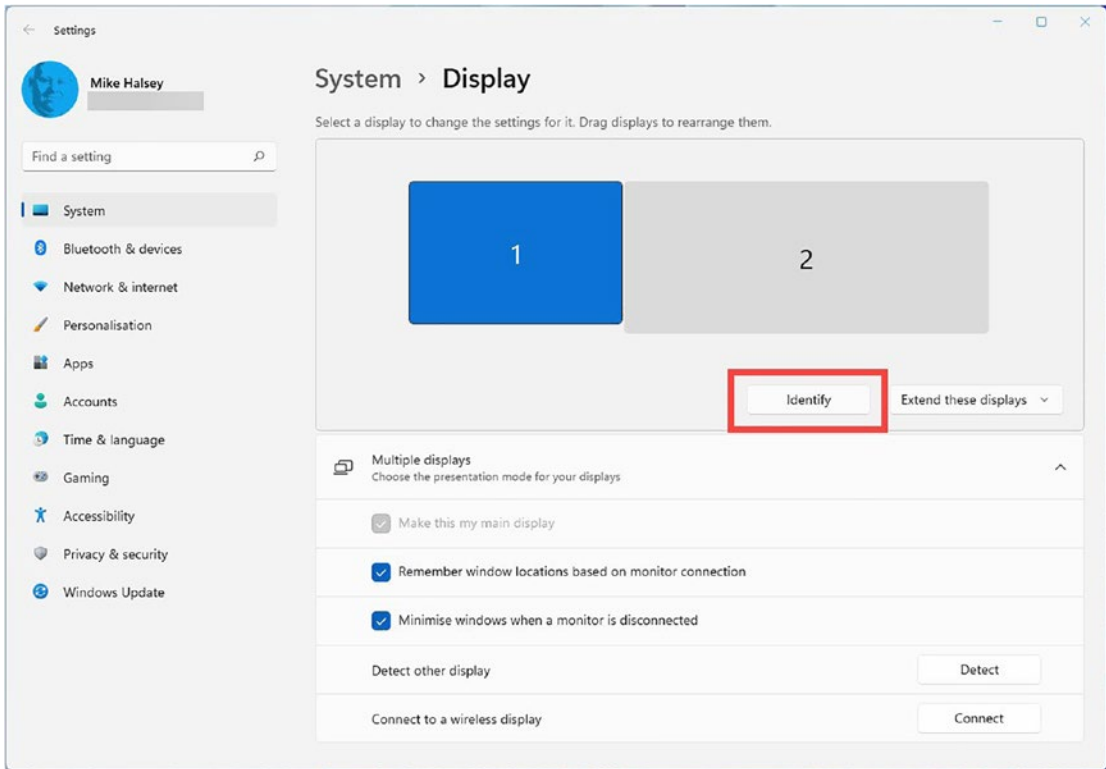 Settings
Mike Halsey
Find a setting
System
Bluetooth & devices
Network & internet
Personalisation
Apps
Accounts
Time & language
Gaming
Accessibility
Privacy & security
Windows Update
System › Display
Select a display to change the settings for it. Drag displays to rearrange them.
1
2
Identify
Extend these displays
Multiple displays
Choose the presentation mode for your displays
Make this my main display
Remember window locations based on monitor connection
Minimise windows when a monitor is disconnected
Detect other display
Detect
Connect to a wireless display
Connect